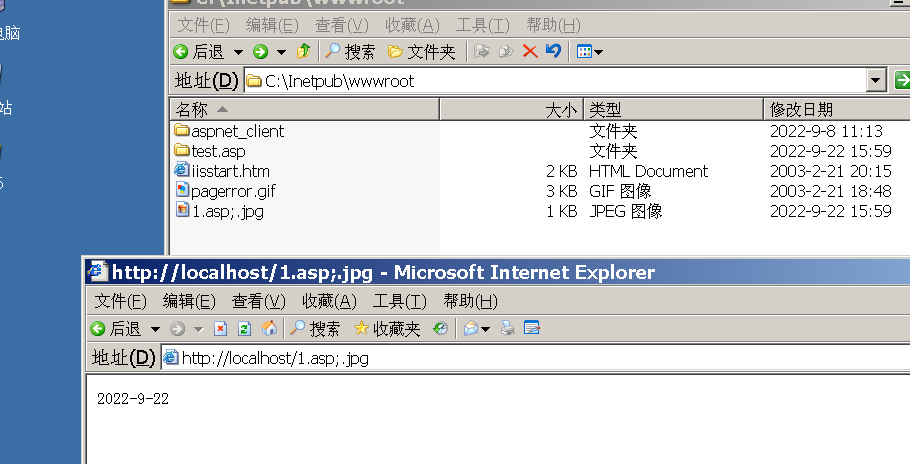 C:\Inetpub\wwwroot
文件(F) 编辑(E) 查看(V) 收藏(A) 工具(T) 帮助(H)
电脑
后退 搜索 文件夹
地址(D) C:\Inetpub\wwwroot
名称 大小 类型 修改日期
站
aspnet_client 文件夹 2022-9-8 11:13
test.asp 文件夹 2022-9-22 15:59
iisstart.htm 2 KB HTML Document 2003-2-21 20:15
pagerror.gif 3 KB GIF 图像 2003-2-21 18:48
1.asp;.jpg 1 KB JPEG 图像 2022-9-22 15:59
http://localhost/1.asp;.jpg - Microsoft Internet Explorer
文件(F) 编辑(E) 查看(V) 收藏(A) 工具(T) 帮助(H)
后退 搜索 收藏夹
地址(D) http://localhost/1.asp;.jpg
2022-9-22